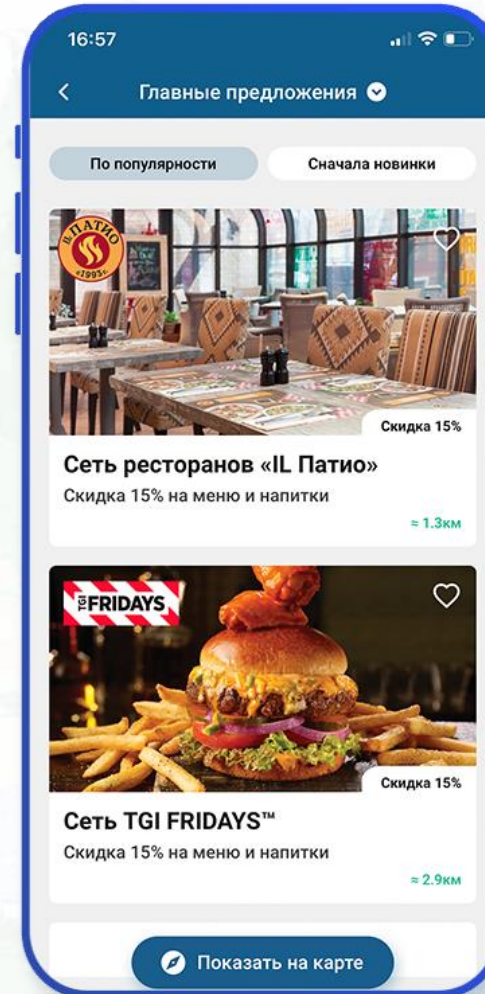 16:57
Главные предложения
По популярности
Сначала новинки
IL ПАТИО
•1993•
Скидка 15%
Сеть ресторанов «IL Патио»
Скидка 15% на меню и напитки
≈ 1.3км
TGI FRIDAYS
Скидка 15%
Сеть TGI FRIDAYS™
Скидка 15% на меню и напитки
≈ 2.9км
Показать на карте